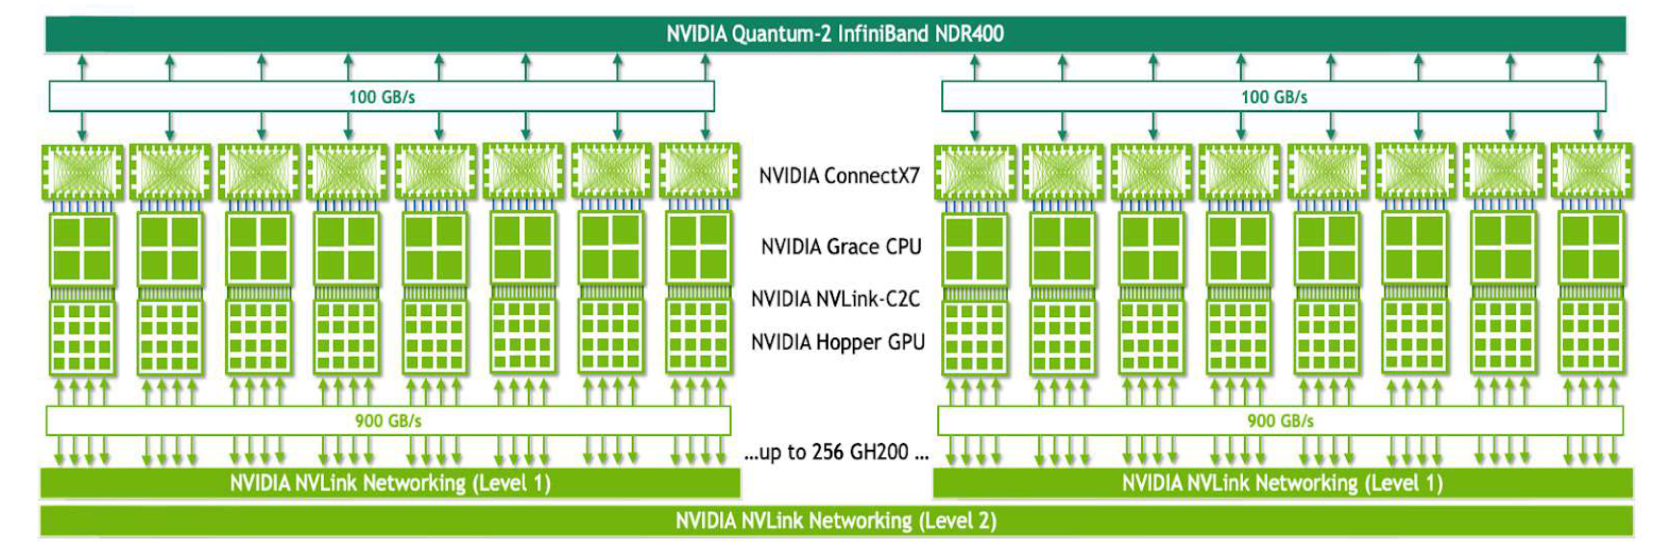 NVIDIA Quantum-2 InfiniBand NDR400
100 GB/s
100 GB/s
NVIDIA ConnectX7
NVIDIA Grace CPU
NVIDIA NVLink-C2C
NVIDIA Hopper GPU
900 GB/s
900 GB/s
...up to 256 GH200 ...
NVIDIA NVLink Networking (Level 1)
NVIDIA NVLink Networking (Level 1)
NVIDIA NVLink Networking (Level 2)